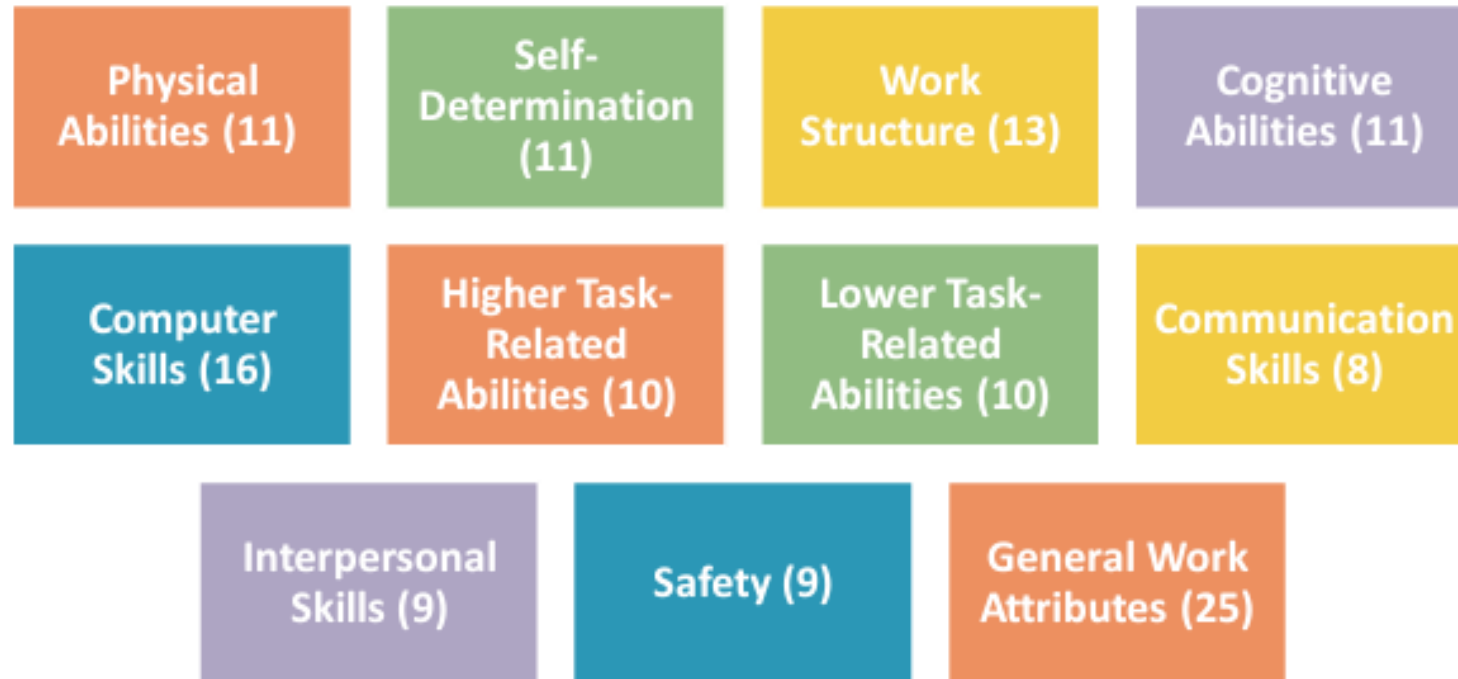 Physical
Abilities (11)
Self-
Determination
(11)
Work
Structure (13)
Cognitive
Abilities (11)
Computer
Skills (16)
Higher Task-
Related
Abilities (10)
Lower Task-
Related
Abilities (10)
Communication
Skills (8)
Interpersonal
Skills (9)
Safety (9)
General Work
Attributes (25)